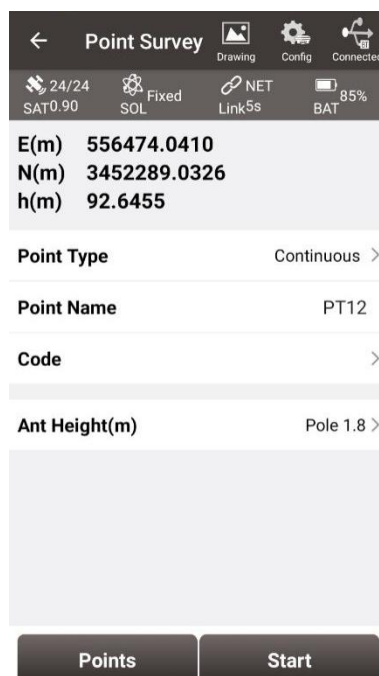 Point Survey
Drawing
Config
Connected
24/24
SAT0.90
Fixed
SOL
NET
Link5s
85%
BAT
E(m) 556474.0410
N(m) 3452289.0326
h(m) 92.6455
Point Type Continuous
Point Name PT12
Code
Ant Height(m) Pole 1.8
Points Start